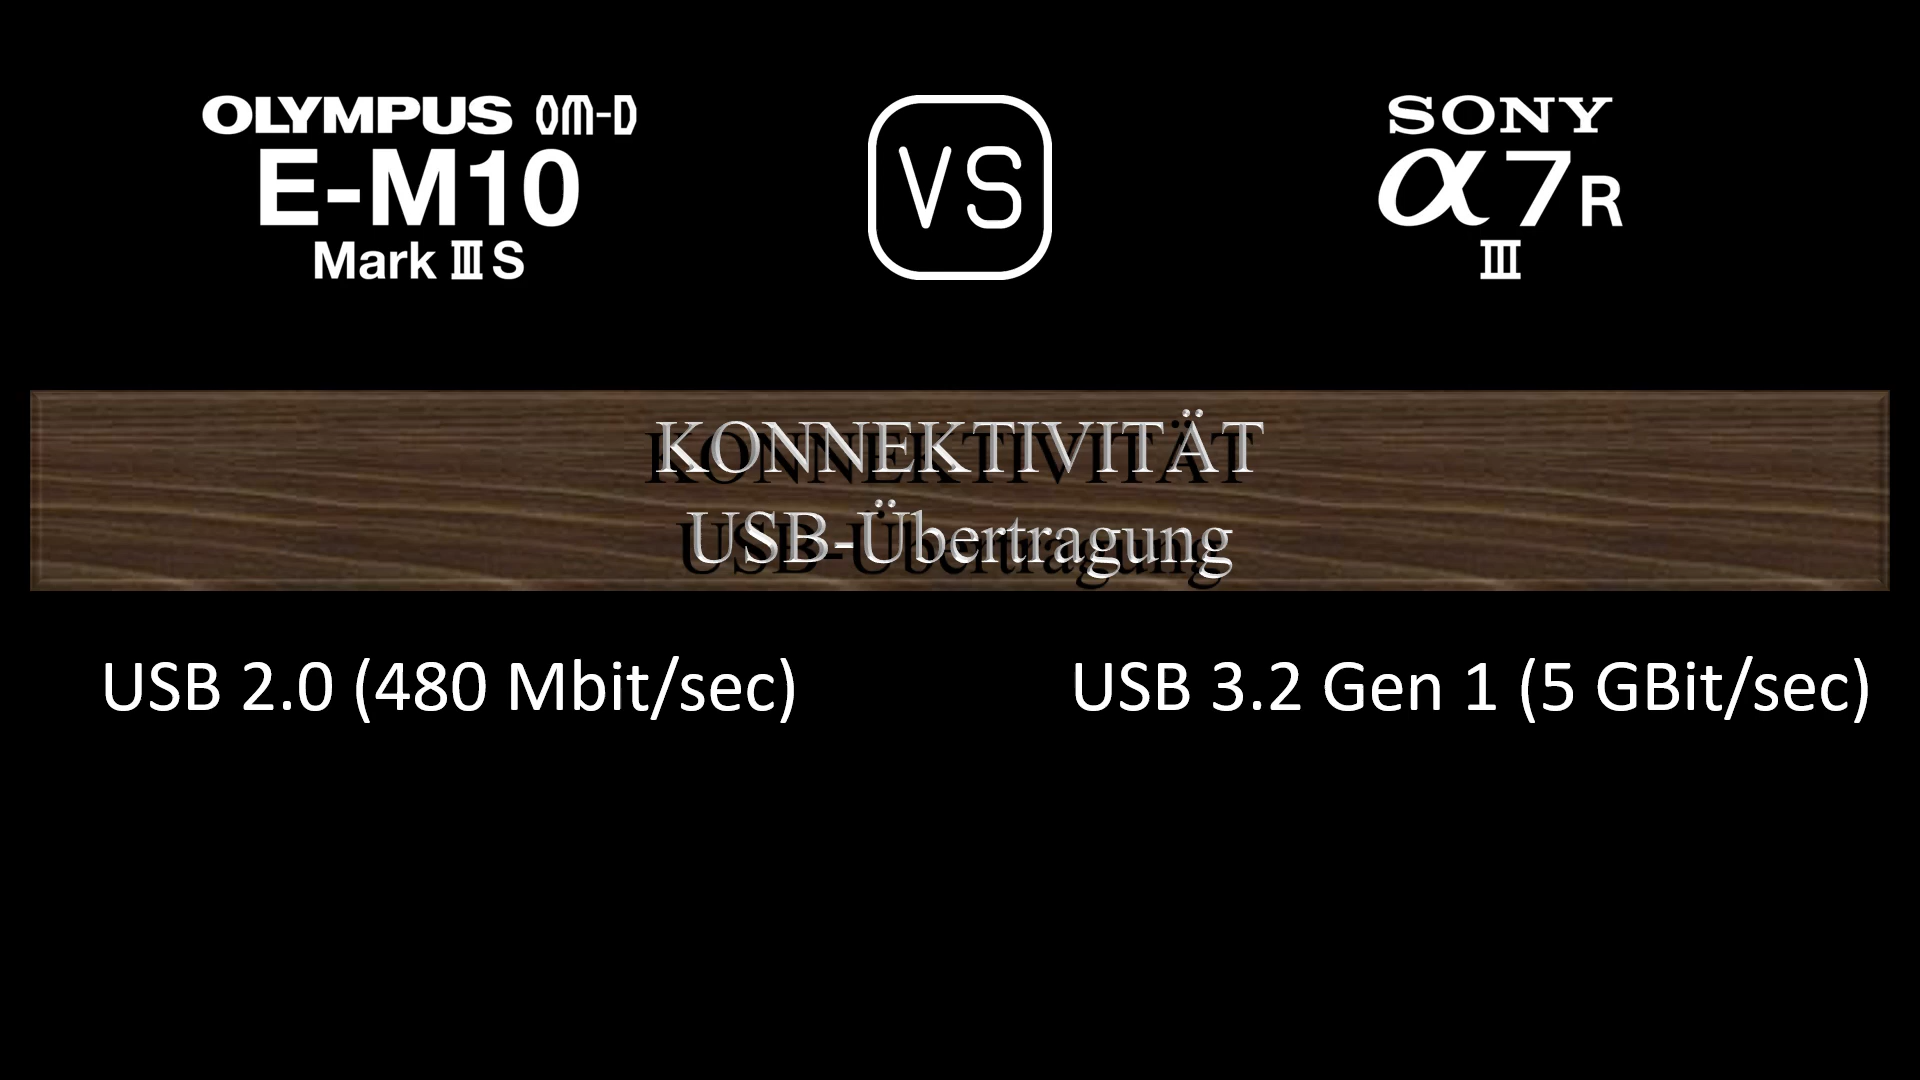 OLYMPUS OM-D
E-M10
Mark III S
VS
SONY
α7R
III
KONNEKTIVITÄT
USB-Übertragung
USB 2.0 (480 Mbit/sec)
USB 3.2 Gen 1 (5 GBit/sec)